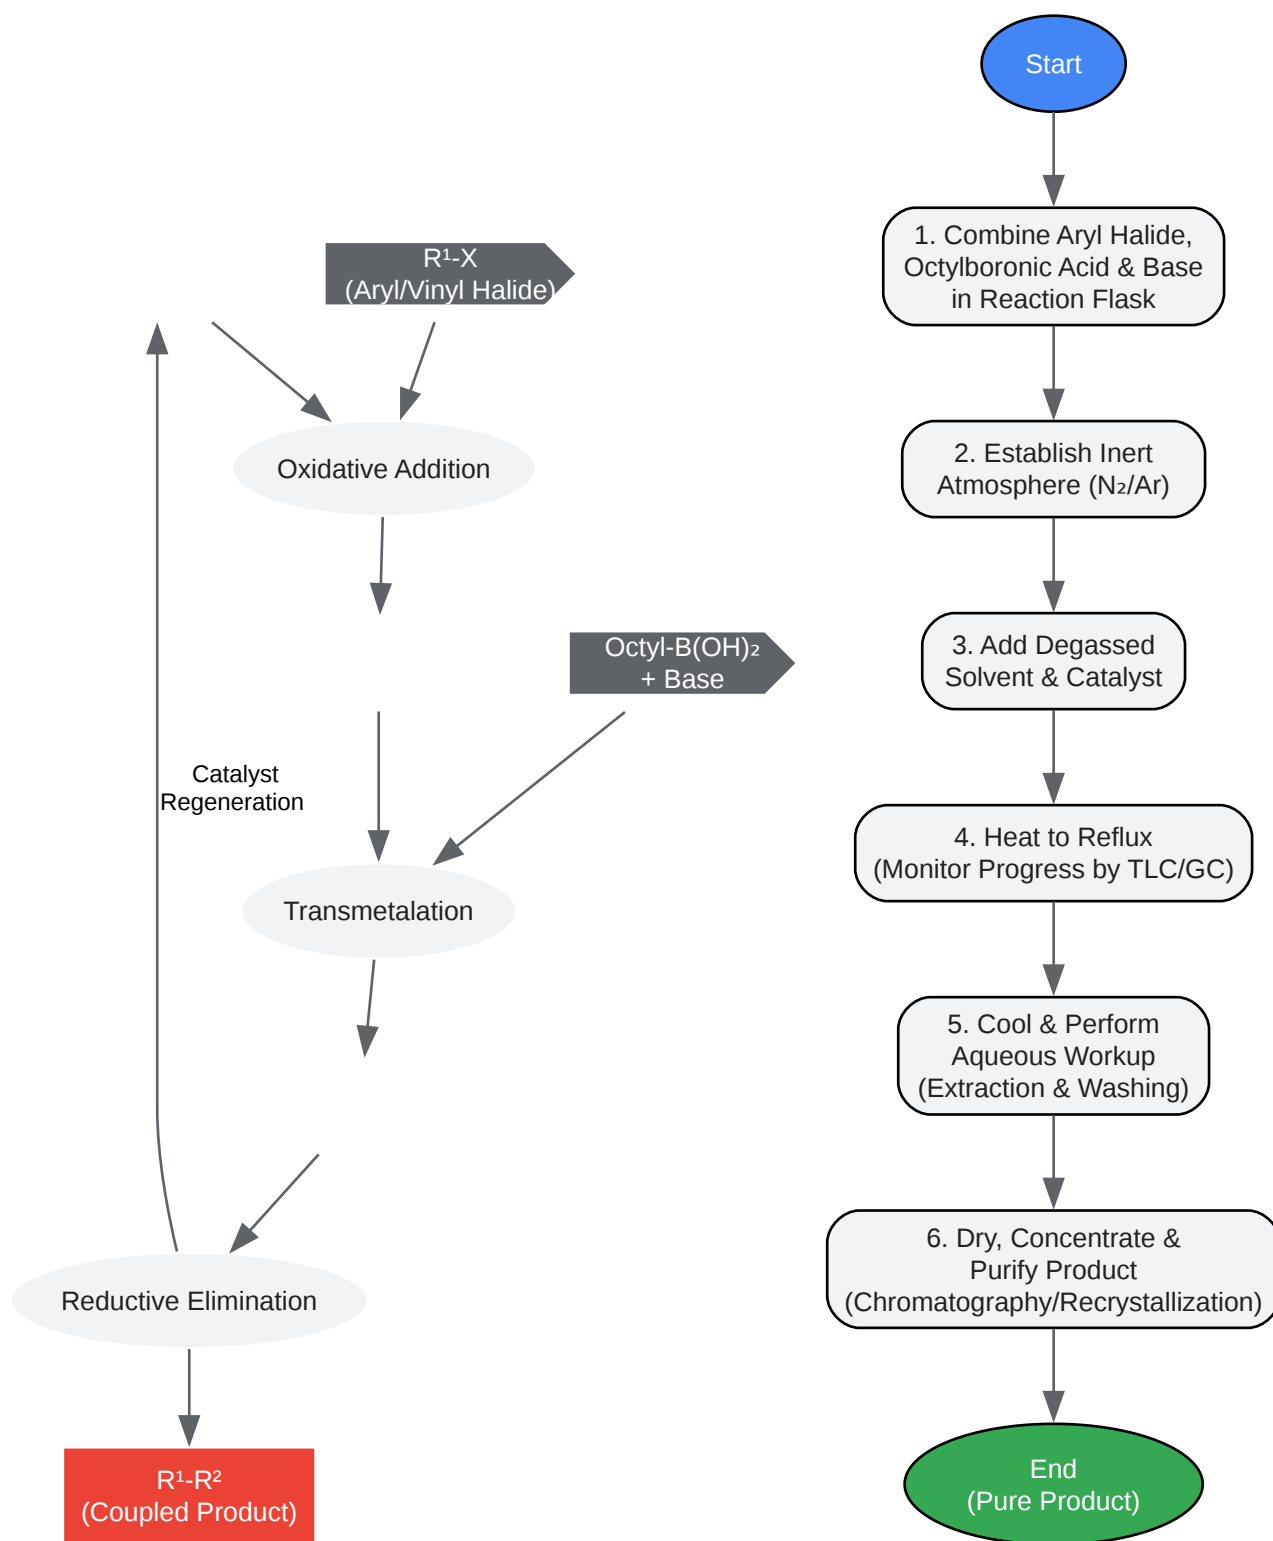 R¹-X
(Aryl/Vinyl Halide)
Oxidative Addition
Octyl-B(OH)₂
+ Base
Catalyst
Regeneration
Transmetalation
Reductive Elimination
R¹-R²
(Coupled Product)
Start
1. Combine Aryl Halide,
Octylboronic Acid & Base
in Reaction Flask
2. Establish Inert
Atmosphere (N₂/Ar)
3. Add Degassed
Solvent & Catalyst
4. Heat to Reflux
(Monitor Progress by TLC/GC)
5. Cool & Perform
Aqueous Workup
(Extraction & Washing)
6. Dry, Concentrate &
Purify Product
(Chromatography/Recrystallization)
End
(Pure Product)